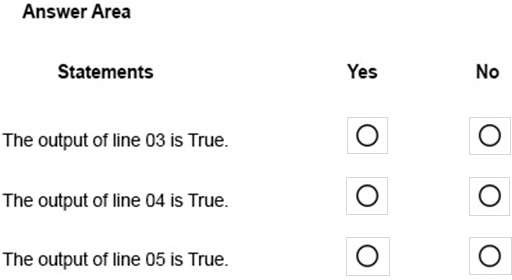 Answer Area
Statements Yes No
The output of line 03 is True.
The output of line 04 is True.
The output of line 05 is True.